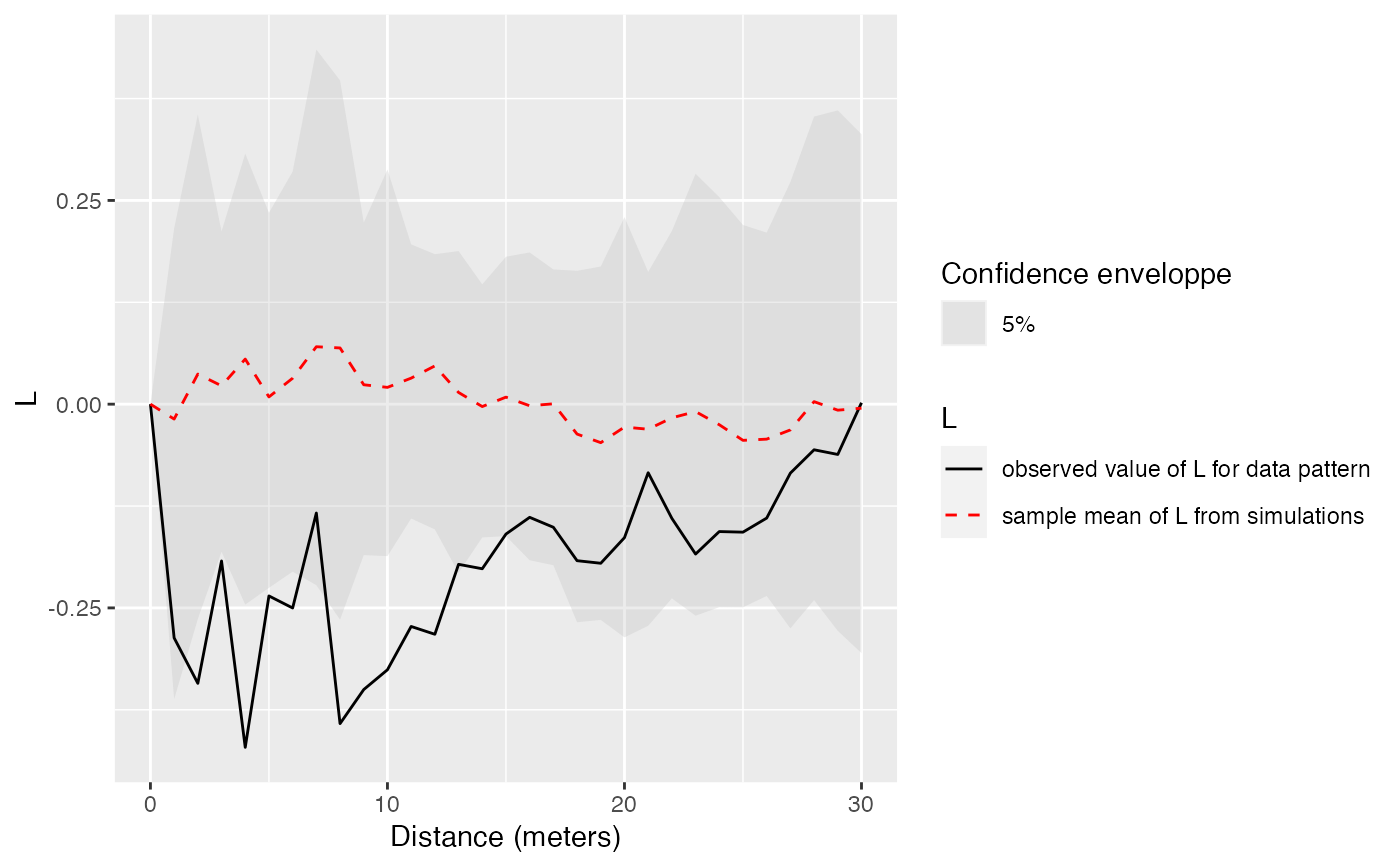 0.25
0.00
-0.25
L
0
10
20
30
Distance (meters)
Confidence enveloppe
5%
L
observed value of L for data pattern
sample mean of L from simulations